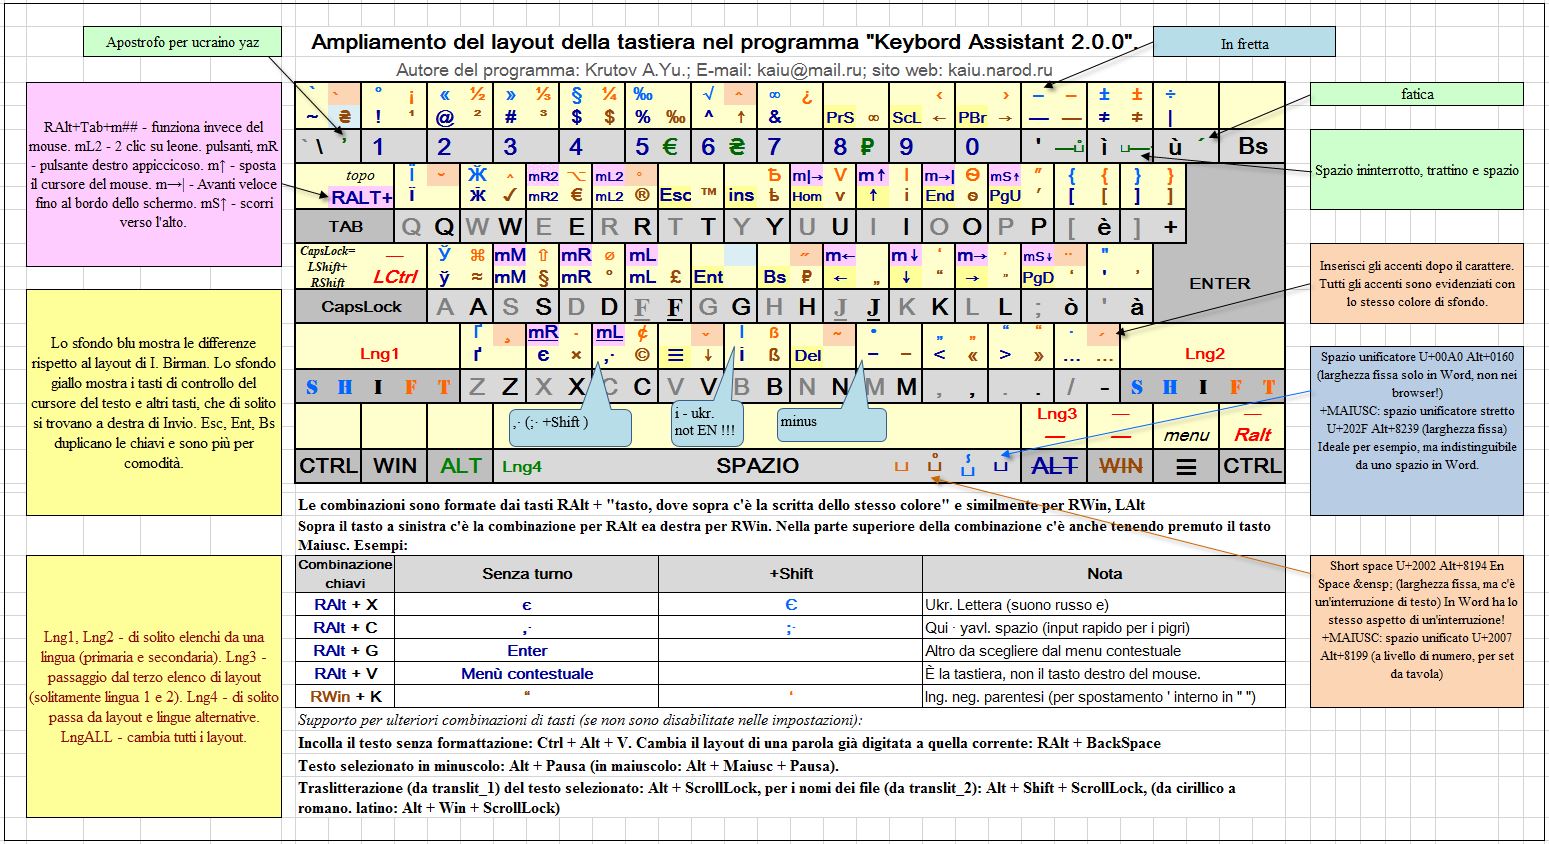 Apostrofo per ucraino yaz
Ampliamento del layout della tastiera nel programma "Keybord Assistant 2.0.0".
In fretta
Autore del programma: Krutov A.Yu.; E-mail: kaiu@mail.ru; sito web: kaiu.narod.ru
RAlt+Tab+m## - funziona invece del
mouse. mL2 - 2 clic su leone. pulsanti, mR
- pulsante destro appiccicoso. m↑ - sposta
il cursore del mouse. m→| - Avanti veloce
fino al bordo dello schermo. mS↑ - scorri
verso l'alto.
Lo sfondo blu mostra le differenze
rispetto al layout di I. Birman. Lo sfondo
giallo mostra i tasti di controllo del
cursore del testo e altri tasti, che di solito
si trovano a destra di Invio. Esc, Ent, Bs
duplicano le chiavi e sono più per
comodità.
Lng1, Lng2 - di solito elenchi da una
lingua (primaria e secondaria). Lng3 -
passaggio dal terzo elenco di layout
(solitamente lingua 1 e 2). Lng4 - di solito
passa da layout e lingue alternative.
LngALL - cambia tutti i layout.
` ˋ ° ¡ « ½ » ⅓ § ¼ ‰ √ ˆ ∞ ¿ ‹ › – – ± ± ÷
~ ₴ ! ¹ @ ² # ³ $ $ % ‰ ^ ↑ & PrS ∞ ScL ← PBr → — — ≠ ≠ |
` \ ’ 1 2 3 4 5 € 6 ₴ 7 8 ₽ 9 0 ' ì ù ´ Bs
topo Ï ˘ Ӝ ^ mR2 ⌥ mL2 ° Ѣ m|→ V m↑ I m→| Ѳ mS↑ ″ { { } }
RALT+ ï ӝ ✓ mR2 € mL2 ® Esc ™ ins ѣ Hom v m↑ i End ѳ PgU ′ [ [ ] ]
TAB Q Q W W E E R R T T Y Y U U I I O O P P [ è ] +
CapsLock=
LShift+
RShift
— Ў ⌘ mM ⇧ mR ø mL ˝ m← m↓ ‘ m→ ’ mS↓ ¨ "
LCtrl ў ≈ mM § mR ° mL £ Ent Bs ₽ ← „ ↓ “ → ” PgD ‘ ' ’
CapsLock A A S S D D F F G G H H J J K K L L ; ò ' à
ENTER
Ґ ¸ mR · mL ¢ ˇ I ß ~ • “ „ “ “ · ´
Lng1 ґ є × ,· © ☰ ↓ i ß Del − – < « > » … … Lng2
S H I F T Z Z X X C C V V B B N N M M , , . . / - S H I F T
,· (;· +Shift )
i - ukr.
not EN !!!
minus
Lng3 — —
— — menu Ralt
CTRL WIN ALT Lng4 SPAZIO ALT WIN ☰ CTRL
fatica
Spazio ininterrotto, trattino e spazio
Inserisci gli accenti dopo il carattere.
Tutti gli accenti sono evidenziati con
lo stesso colore di sfondo.
Spazio unificatore U+00A0 Alt+0160
(larghezza fissa solo in Word, non nei
browser!)
+MAIUSC: spazio unificatore stretto
U+202F Alt+8239 (larghezza fissa)
Ideale per esempio, ma indistinguibile
da uno spazio in Word.
Short space U+2002 Alt+8194 En
Space &ensp; (larghezza fissa, ma c'è
un'interruzione di testo) In Word ha lo
stesso aspetto di un'interruzione!
+MAIUSC: spazio unificato U+2007
Alt+8199 (a livello di numero, per set
da tavola)
Le combinazioni sono formate dai tasti RAlt + "tasto, dove sopra c'è la scritta dello stesso colore" e similmente per RWin, LAlt
Sopra il tasto a sinistra c'è la combinazione per RAlt ea destra per RWin. Nella parte superiore della combinazione c'è anche tenendo premuto il tasto
Maiusc. Esempi:
Combinazione chiavi Senza turno +Shift Nota
RAlt + X є Є Ukr. Lettera (suono russo e)
RAlt + C ,· ;· Qui · yavl. spazio (input rapido per i pigri)
RAlt + G Enter Altro da scegliere dal menu contestuale
RAlt + V Menù contestuale È la tastiera, non il tasto destro del mouse.
RWin + K “ ‘ Ing. neg. parentesi (per spostamento ' interno in " ")
Supporto per ulteriori combinazioni di tasti (se non sono disabilitate nelle impostazioni):
Incolla il testo senza formattazione: Ctrl + Alt + V. Cambia il layout di una parola già digitata a quella corrente: RAlt + BackSpace
Testo selezionato in minuscolo: Alt + Pausa (in maiuscolo: Alt + Maiusc + Pausa).
Traslitterazione (da translit_1) del testo selezionato: Alt + ScrollLock, per i nomi dei file (da translit_2): Alt + Shift + ScrollLock, (da cirillico a
romano. latino: Alt + Win + ScrollLock)